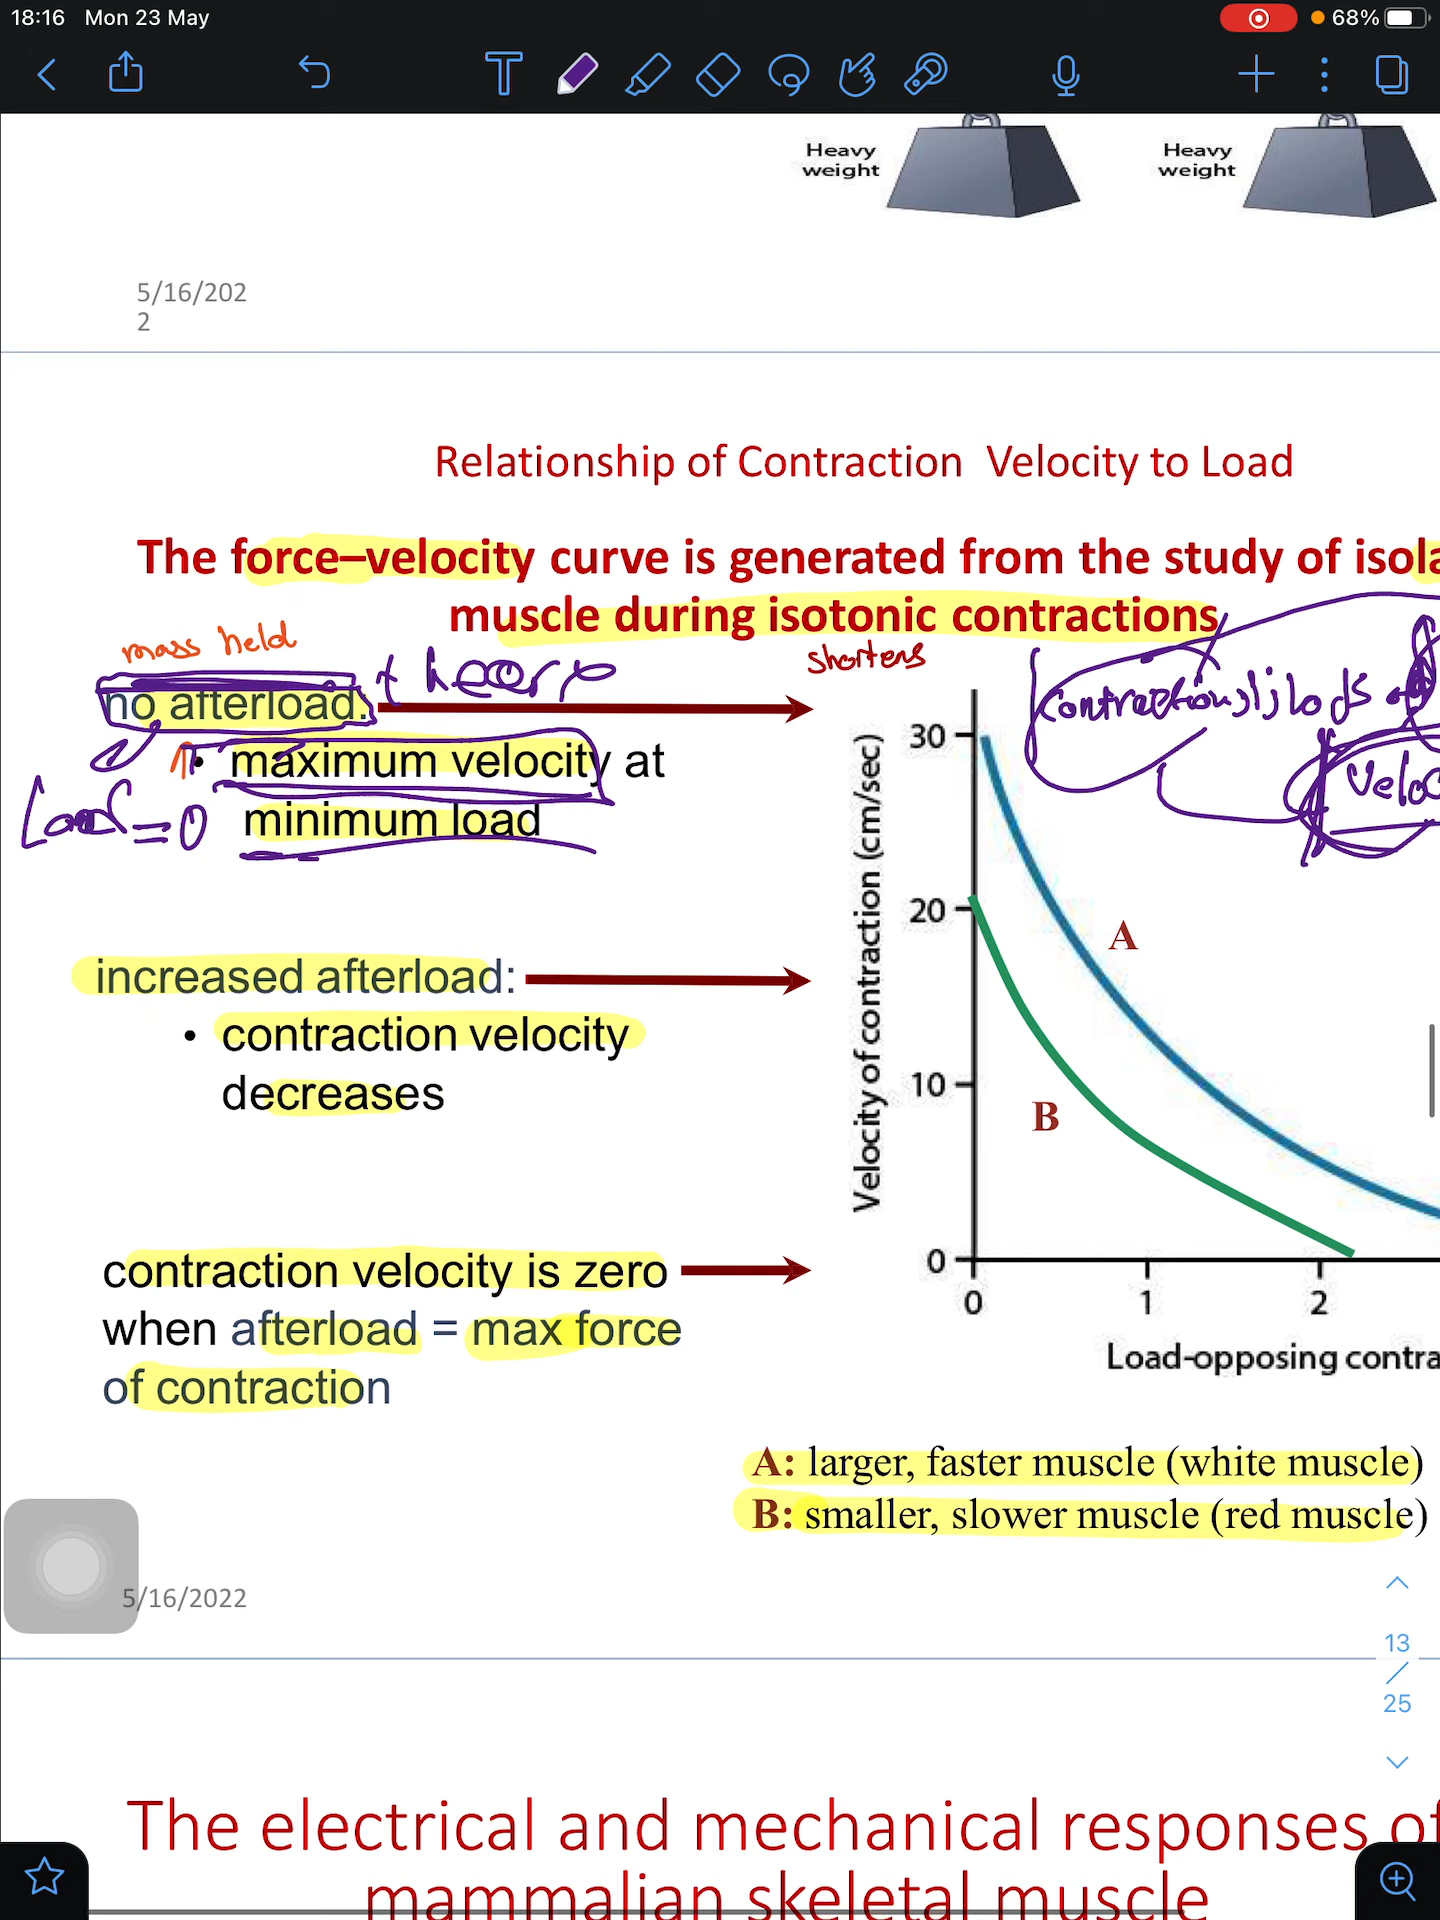 18:16 Mon 23 May
68%
Heavy
weight
Heavy
weight
5/16/202
2
Relationship of Contraction Velocity to Load
The force–velocity curve is generated from the study of isola
muscle during isotonic contractions
mass held
shortens
no afterload:
• maximum velocity at
minimum load
Load = 0
increased afterload:
• contraction velocity
decreases
contraction velocity is zero
when afterload = max force
of contraction
Velocity of contraction (cm/sec)
30
20
10
0
A
B
0 1 2
Load-opposing contra
A: larger, faster muscle (white muscle)
B: smaller, slower muscle (red muscle)
5/16/2022
13
/
25
The electrical and mechanical responses of
mammalian skeletal muscle